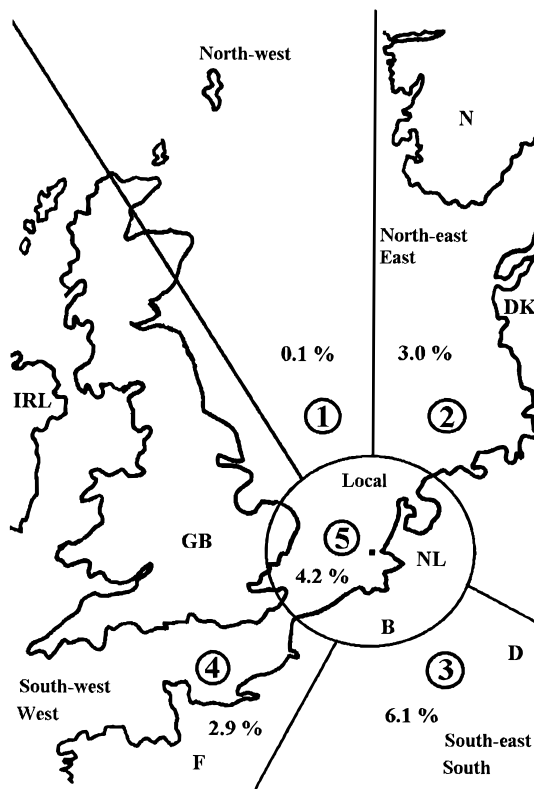 North-west
N
North-east
East
DK
0.1 %
3.0 %
IRL
1
2
Local
GB
5
NL
4.2 %
B
4
3
D
South-west
West
2.9 %
6.1 %
F
South-east
South